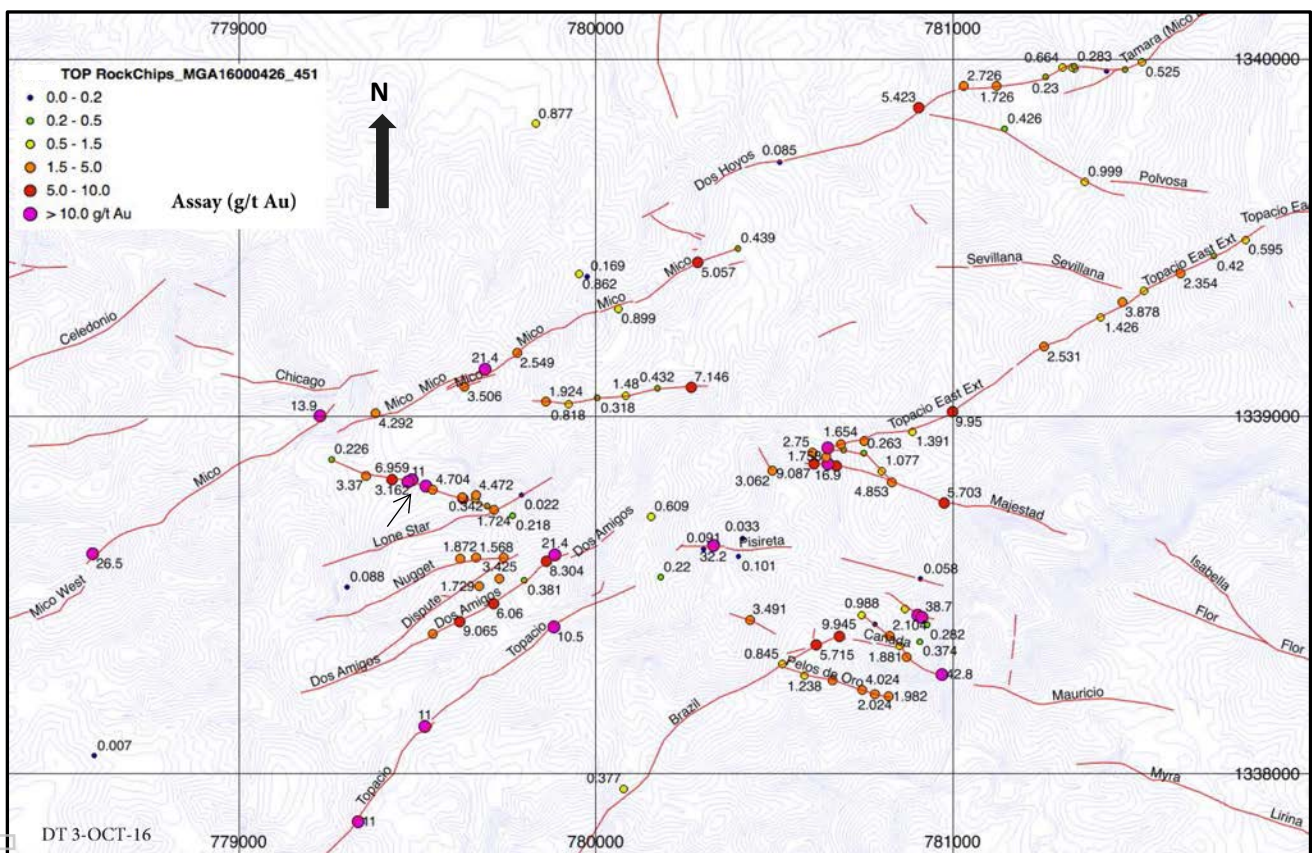 779000
780000
781000
TOP RockChips_MGA16000426_451
0.0 - 0.2
0.2 - 0.5
0.5 - 1.5
1.5 - 5.0
5.0 - 10.0
> 10.0 g/t Au
Assay (g/t Au)
N
0.877
0.664
0.283
Tamara (Mico
1340000
2.726
1.726
0.23
0.525
5.423
0.426
0.085
Dos Hoyos
0.999
Polvosa
Topacio Ea
0.439
Mico
5.057
0.169
0.862
Sevillana
Sevillana
Topacio East Ext
0.595
0.42
2.354
3.878
1.426
Mico
0.899
Celedonio
Mico
2.549
2.531
21.4
Mico
3.506
Chicago
Mico
Mico
4.292
13.9
1.924
0.818
0.318
1.48
0.432
7.146
Topacio East Ext
1339000
9.95
1.391
1.654
0.263
2.75
1.758
1.077
9.087
16.9
3.062
4.853
5.703
Majestad
0.226
3.37
6.959
3.162
11
4.704
4.472
0.342
0.022
1.724
0.218
Lone Star
Mico
0.609
Dos Amigos
0.033
0.091
32.2
Pisireta
0.101
Isabella
26.5
Mico West
1.872
1.568
21.4
8.304
Nugget
3.425
0.088
1.729
0.381
0.22
0.058
Flor
Flor
Dispute
Dos Amigos
6.06
9.065
Topacio
10.5
3.491
0.988
38.7
2.104
0.282
0.374
9.945
Canada
5.715
1.881
0.845
Pelos de Oro
42.8
1.238
4.024
2.024
1.982
Mauricio
Dos Amigos
Brazil
11
0.007
0.377
1338000
Topacio
Myra
Lirina
11
DT 3-OCT-16
779000
780000
781000